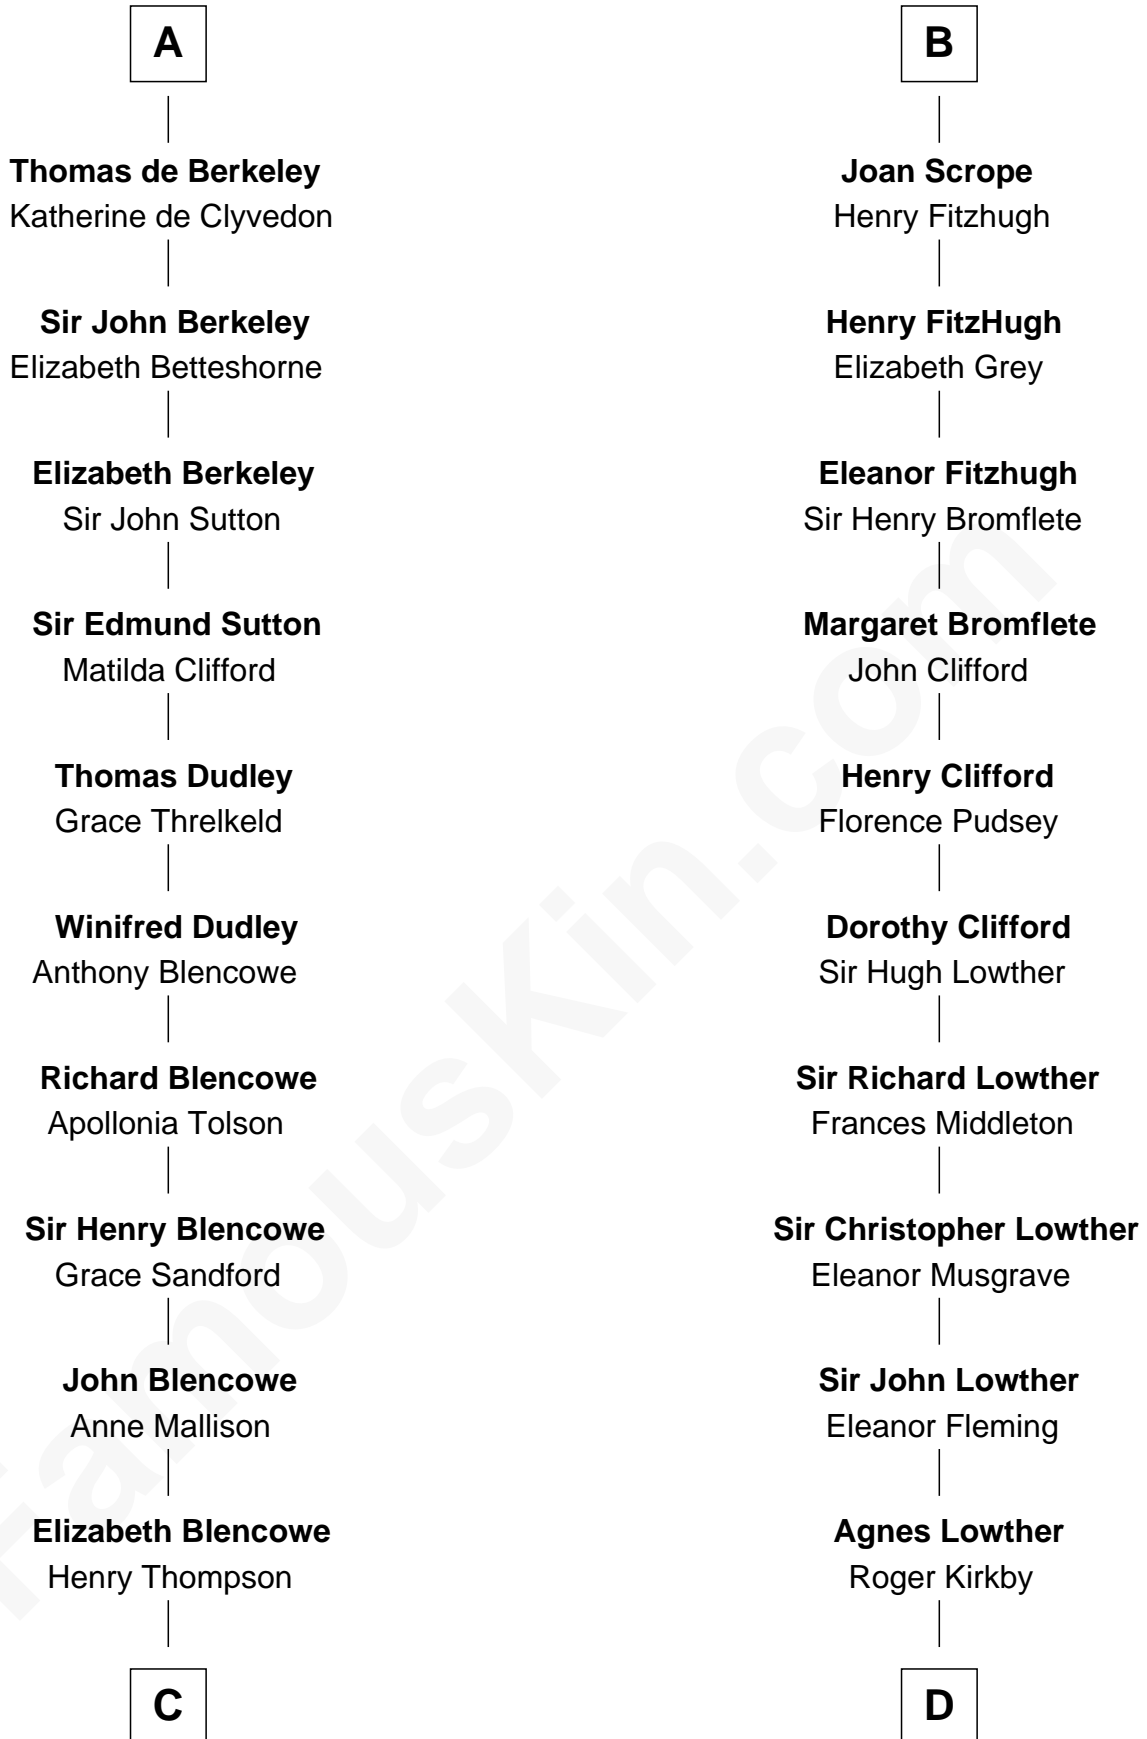 A
Thomas de Berkeley
Katherine de Clyvedon
Sir John Berkeley
Elizabeth Betteshorne
Elizabeth Berkeley
Sir John Sutton
Sir Edmund Sutton
Matilda Clifford
Thomas Dudley
Grace Threlkeld
Winifred Dudley
Anthony Blencowe
Richard Blencowe
Apollonia Tolson
Sir Henry Blencowe
Grace Sandford
John Blencowe
Anne Mallison
Elizabeth Blencowe
Henry Thompson
C
B
Joan Scrope
Henry Fitzhugh
Henry FitzHugh
Elizabeth Grey
Eleanor Fitzhugh
Sir Henry Bromflete
Margaret Bromflete
John Clifford
Henry Clifford
Florence Pudsey
Dorothy Clifford
Sir Hugh Lowther
Sir Richard Lowther
Frances Middleton
Sir Christopher Lowther
Eleanor Musgrave
Sir John Lowther
Eleanor Fleming
Agnes Lowther
Roger Kirkby
D
FamousKin.com